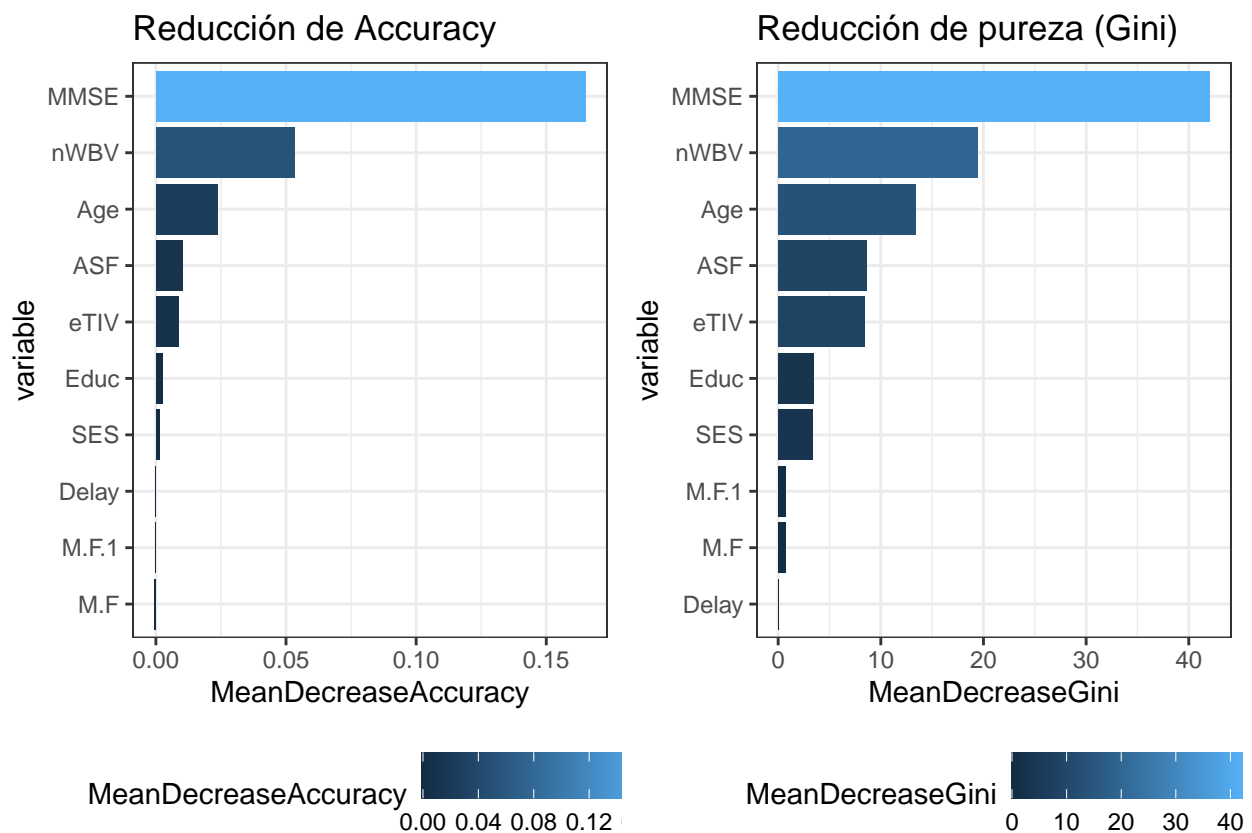 Reducción de Accuracy
MMSE
nWBV
Age
ASF
eTIV
Educ
SES
Delay
M.F.1
M.F
variable
0.00 0.05 0.10 0.15
MeanDecreaseAccuracy
MeanDecreaseAccuracy
0.00 0.04 0.08 0.12
Reducción de pureza (Gini)
MMSE
nWBV
Age
ASF
eTIV
Educ
SES
M.F.1
M.F
Delay
variable
0 10 20 30 40
MeanDecreaseGini
MeanDecreaseGini
0 10 20 30 40